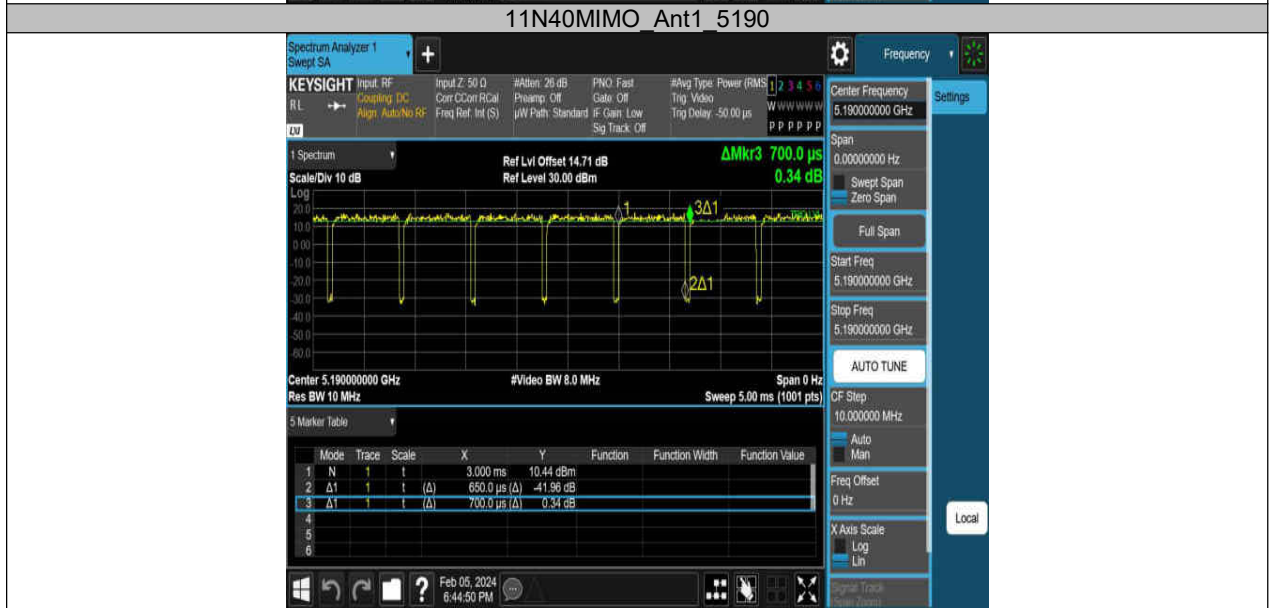 11N40MIMO_Ant1_5190
Spectrum Analyzer 1
Swept SA
+
Frequency
KEYSIGHT
RL
LXI
Input: RF
Coupling: DC
Align: Auto/No RF
Input Z: 50 Ω
Corr CCorr RCal
Freq Ref: Int (S)
#Atten: 26 dB
Preamp: Off
µW Path: Standard
PNO: Fast
Gate: Off
IF Gain: Low
Sig Track: Off
#Avg Type: Power (RMS
Trig: Video
Trig Delay: -50.00 µs
1 2 3 4 5 6
W W W W W W
P P P P P P
Center Frequency
5.190000000 GHz
Settings
1 Spectrum
Scale/Div 10 dB
Ref Lvl Offset 14.71 dB
Ref Level 30.00 dBm
ΔMkr3 700.0 µs
0.34 dB
Span
0.00000000 Hz
Swept Span
Zero Span
Full Span
Log
20.0
10.0
0.00
-10.0
-20.0
-30.0
-40.0
-50.0
-60.0
1
3Δ1
2Δ1
Start Freq
5.190000000 GHz
Stop Freq
5.190000000 GHz
AUTO TUNE
Center 5.190000000 GHz
#Video BW 8.0 MHz
Span 0 Hz
Res BW 10 MHz
Sweep 5.00 ms (1001 pts)
CF Step
10.000000 MHz
Auto
Man
5 Marker Table
Mode Trace Scale X Y Function Function Width Function Value
1 N 1 t 3.000 ms 10.44 dBm
2 Δ1 1 t (Δ) 650.0 µs (Δ) -41.96 dB
3 Δ1 1 t (Δ) 700.0 µs (Δ) 0.34 dB
4
5
6
Freq Offset
0 Hz
X Axis Scale
Log
Lin
Local
Signal Track
(Span Zoom)
?
Feb 05, 2024
6:44:50 PM